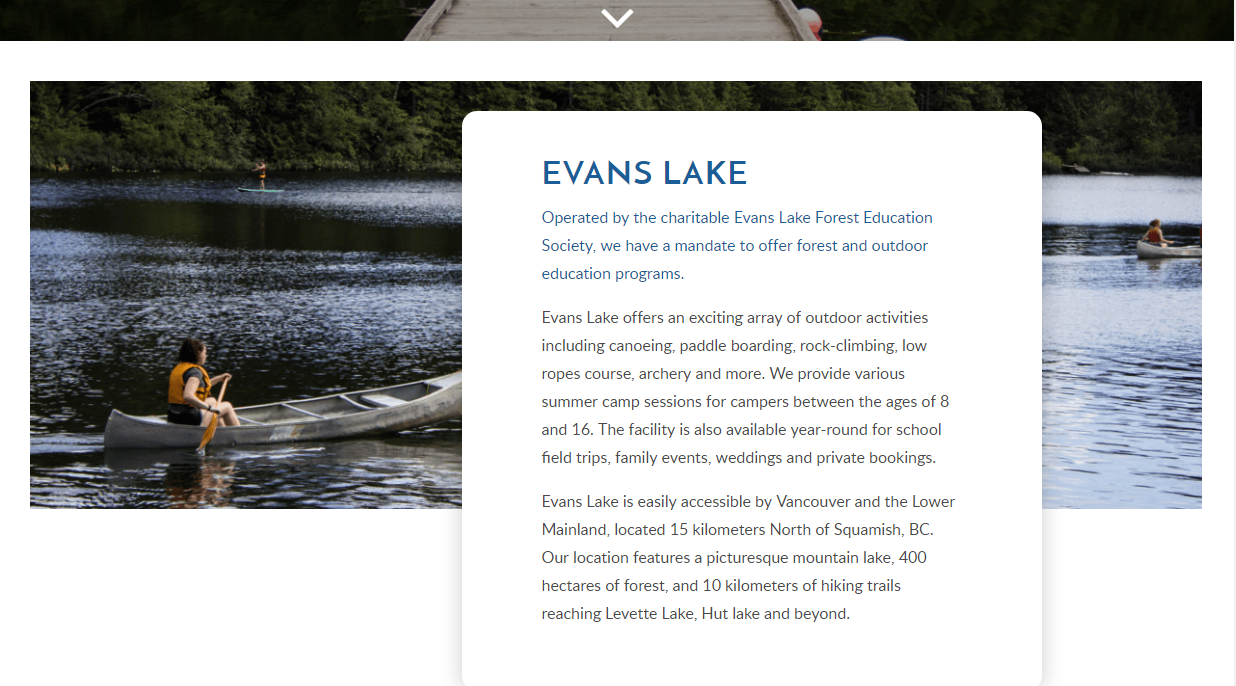 EVANS LAKE
Operated by the charitable Evans Lake Forest Education
Society, we have a mandate to offer forest and outdoor
education programs.
Evans Lake offers an exciting array of outdoor activities
including canoeing, paddle boarding, rock-climbing, low
ropes course, archery and more. We provide various
summer camp sessions for campers between the ages of 8
and 16. The facility is also available year-round for school
field trips, family events, weddings and private bookings.
Evans Lake is easily accessible by Vancouver and the Lower
Mainland, located 15 kilometers North of Squamish, BC.
Our location features a picturesque mountain lake, 400
hectares of forest, and 10 kilometers of hiking trails
reaching Levette Lake, Hut lake and beyond.